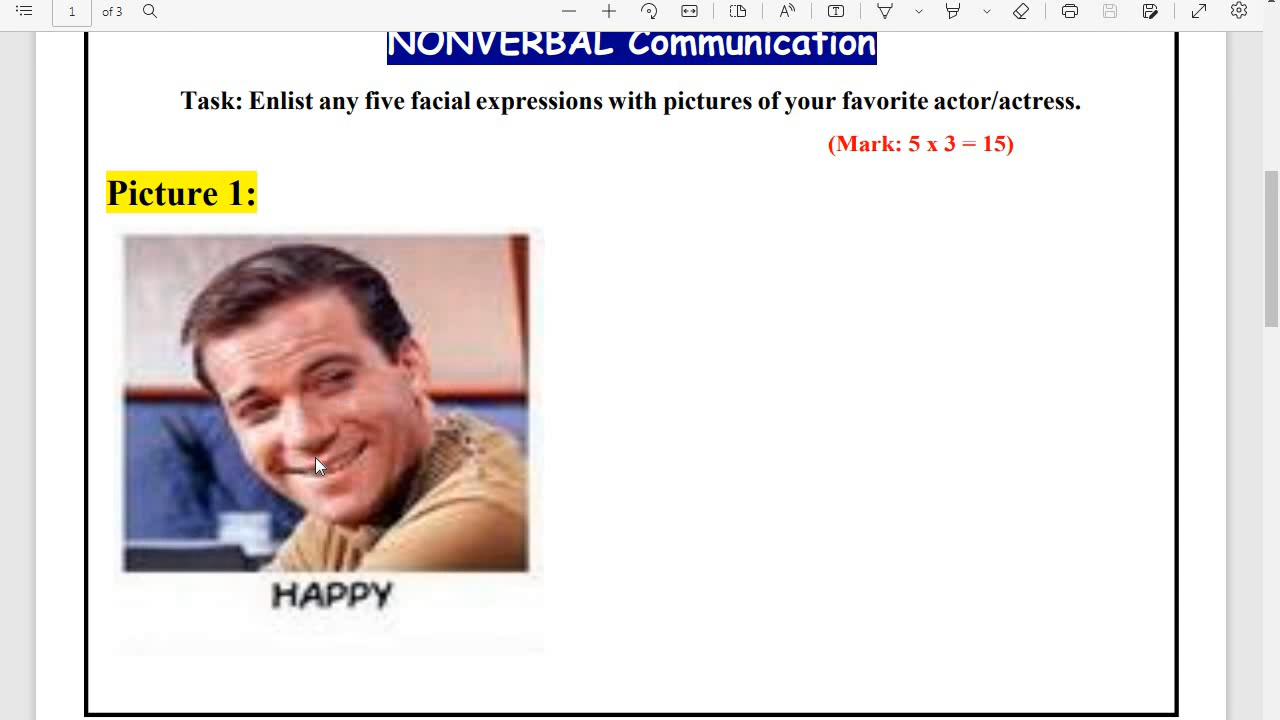 1 of 3
NONVERBAL Communication
Task: Enlist any five facial expressions with pictures of your favorite actor/actress.
(Mark: 5 x 3 = 15)
Picture 1:
HAPPY